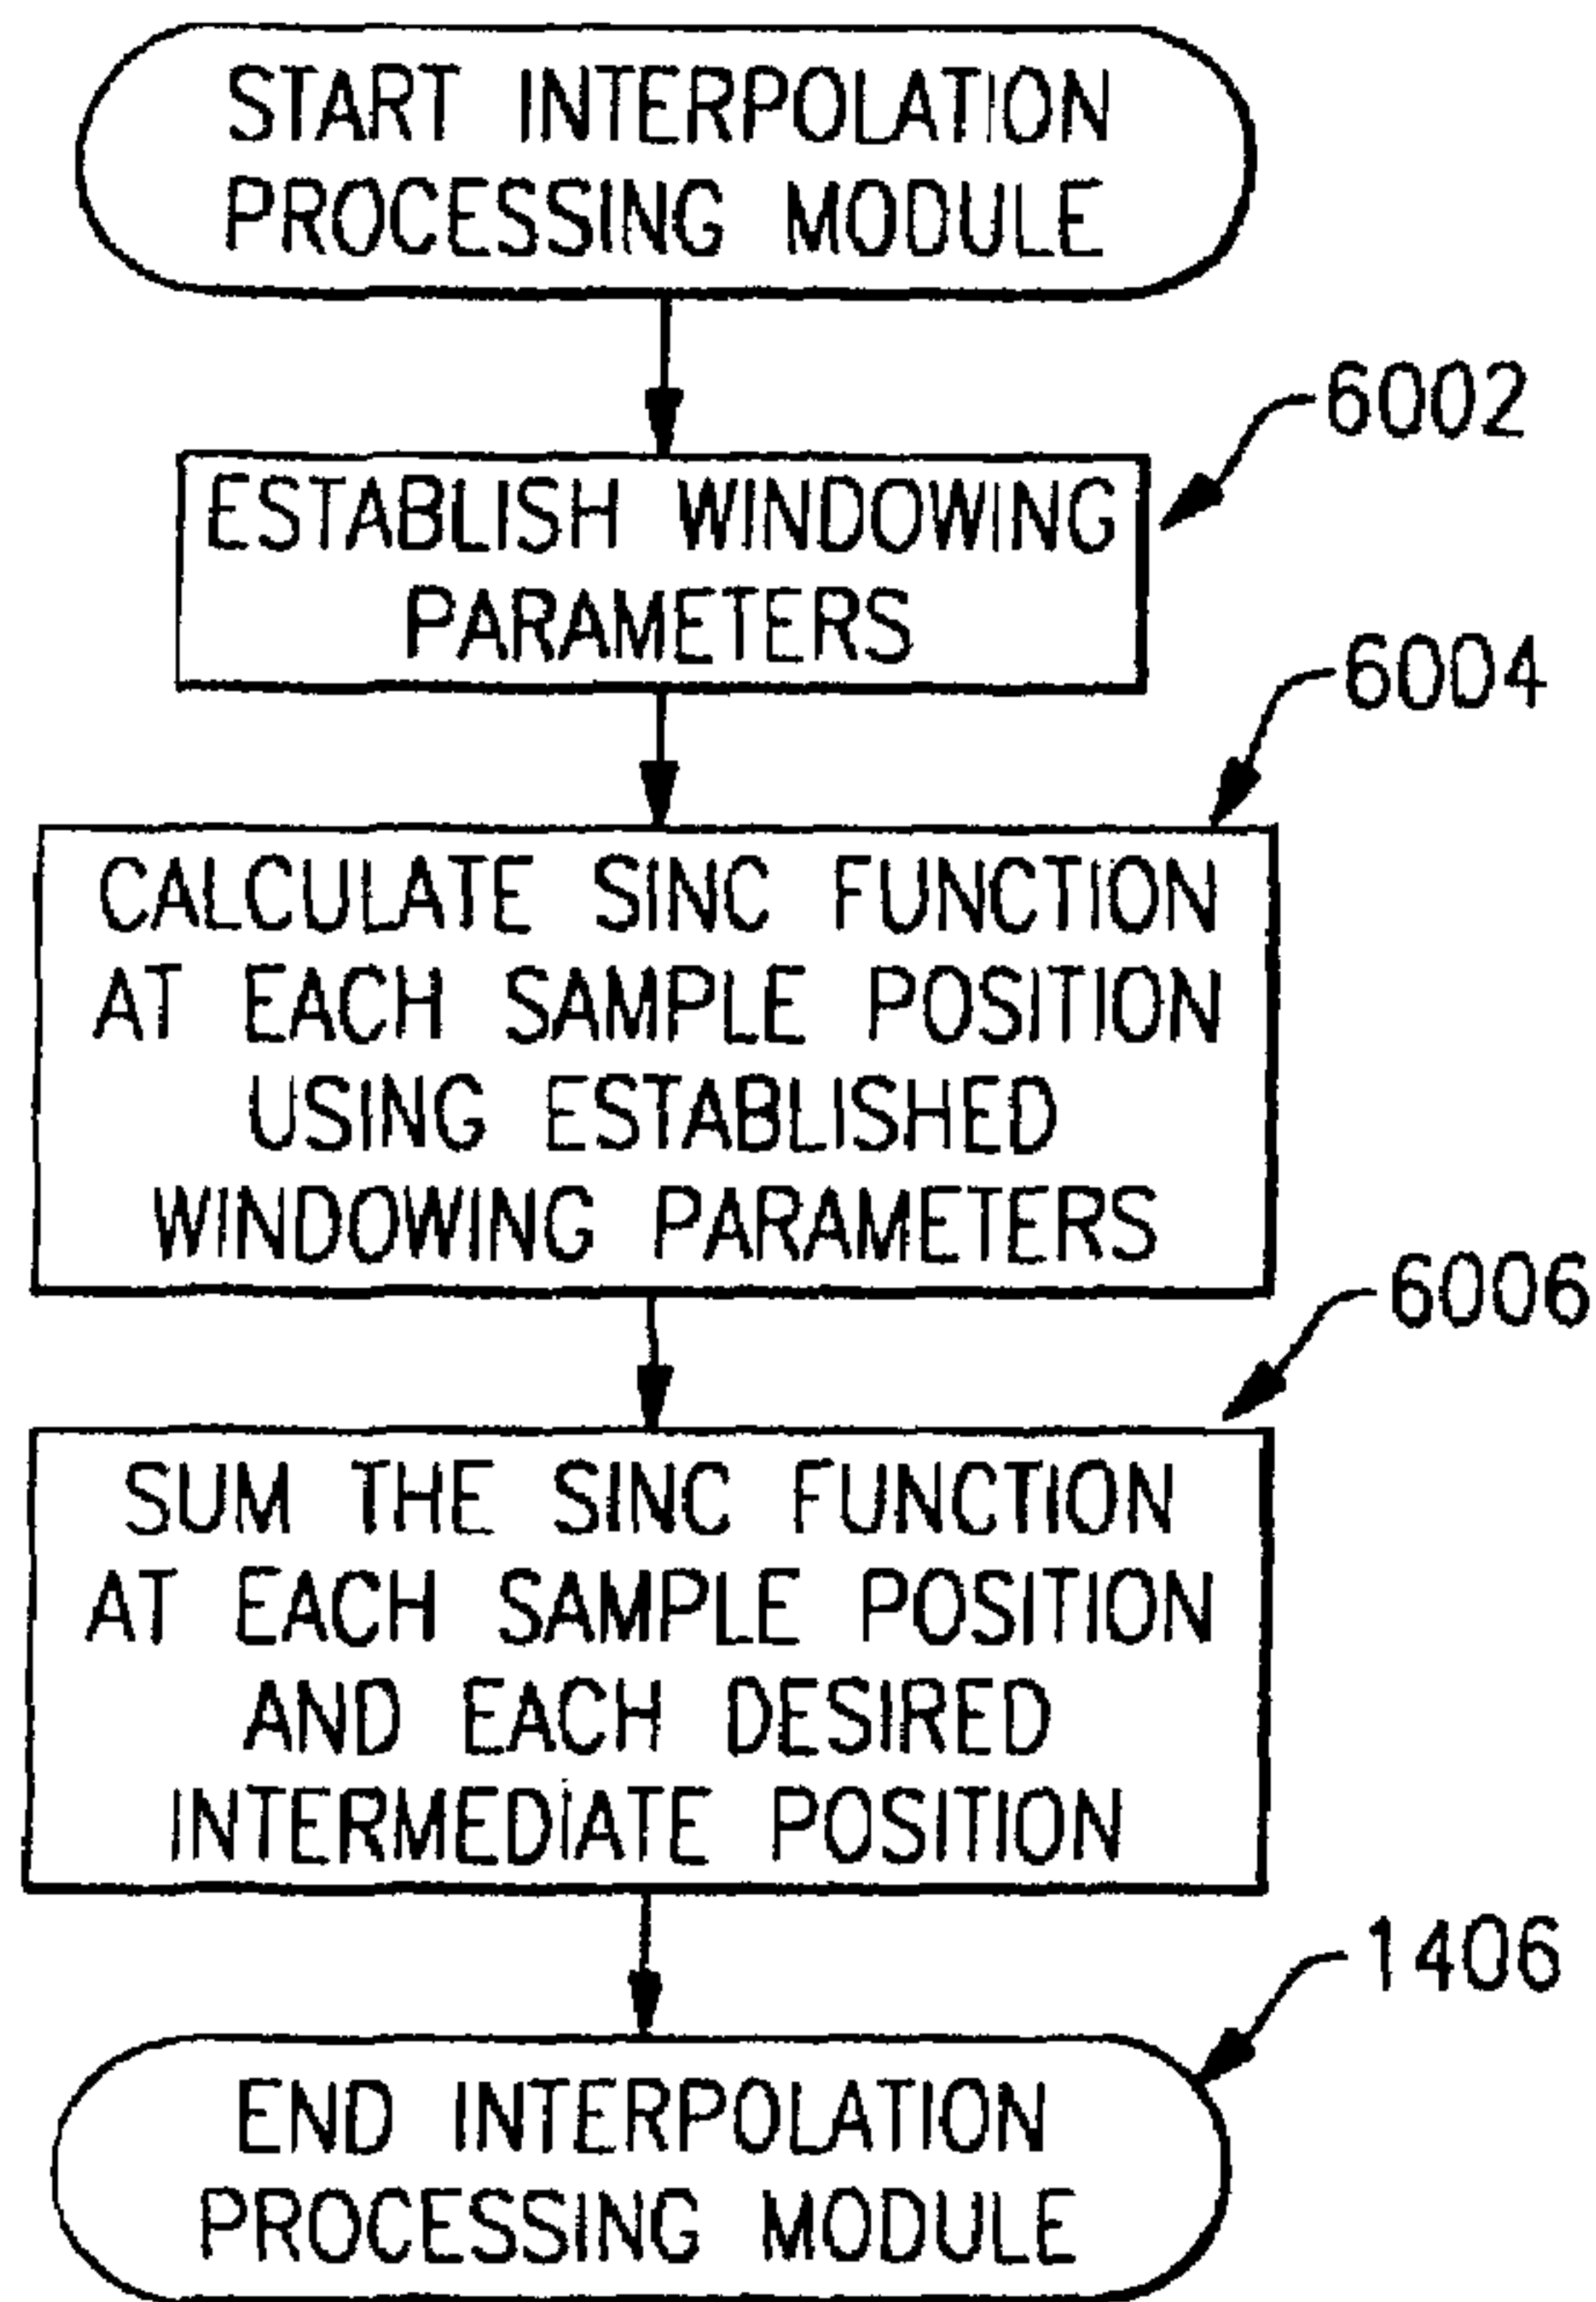 START INTERPOLATION
PROCESSING MODULE
6002
ESTABLISH WINDOWING
PARAMETERS
6004
CALCULATE SINC FUNCTION
AT EACH SAMPLE POSITION
USING ESTABLISHED
WINDOWING PARAMETERS
6006
SUM THE SINC FUNCTION
AT EACH SAMPLE POSITION
AND EACH DESIRED
INTERMEDIATE POSITION
1406
END INTERPOLATION
PROCESSING MODULE